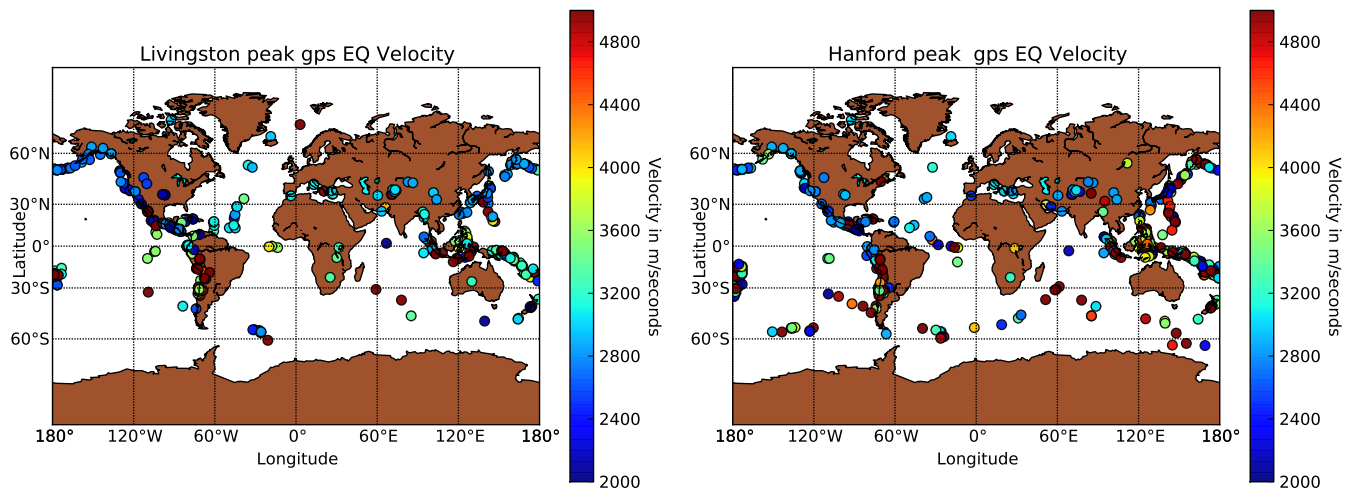 Livingston peak gps EQ Velocity
60°N
30°N
0°
30°S
60°S
Latitude
180° 120°W 60°W 0° 60°E 120°E 180°
Longitude
4800
4400
4000
3600
3200
2800
2400
2000
Velocity in m/seconds
Hanford peak  gps EQ Velocity
60°N
30°N
0°
30°S
60°S
Latitude
180° 120°W 60°W 0° 60°E 120°E 180°
Longitude
4800
4400
4000
3600
3200
2800
2400
2000
Velocity in m/seconds